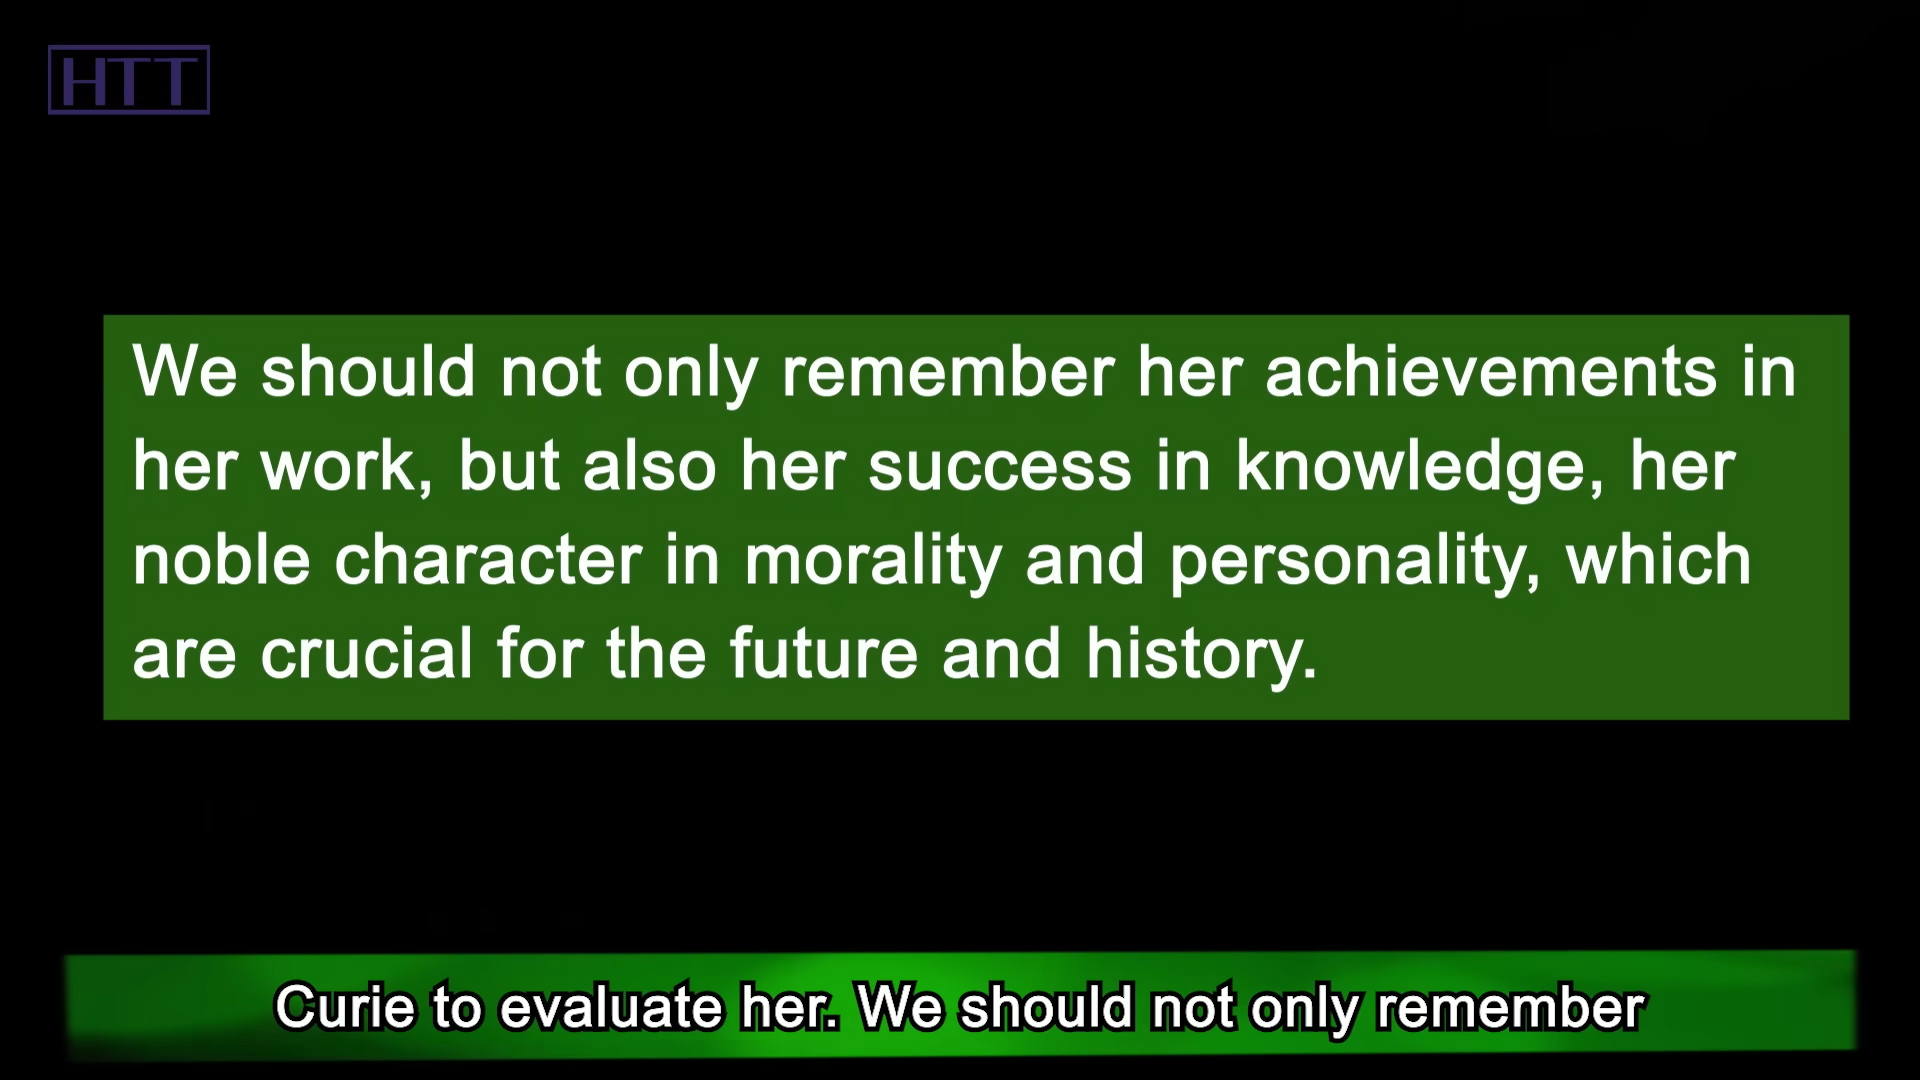 HTT
We should not only remember her achievements in
her work, but also her success in knowledge, her
noble character in morality and personality, which
are crucial for the future and history.
Curie to evaluate her. We should not only remember